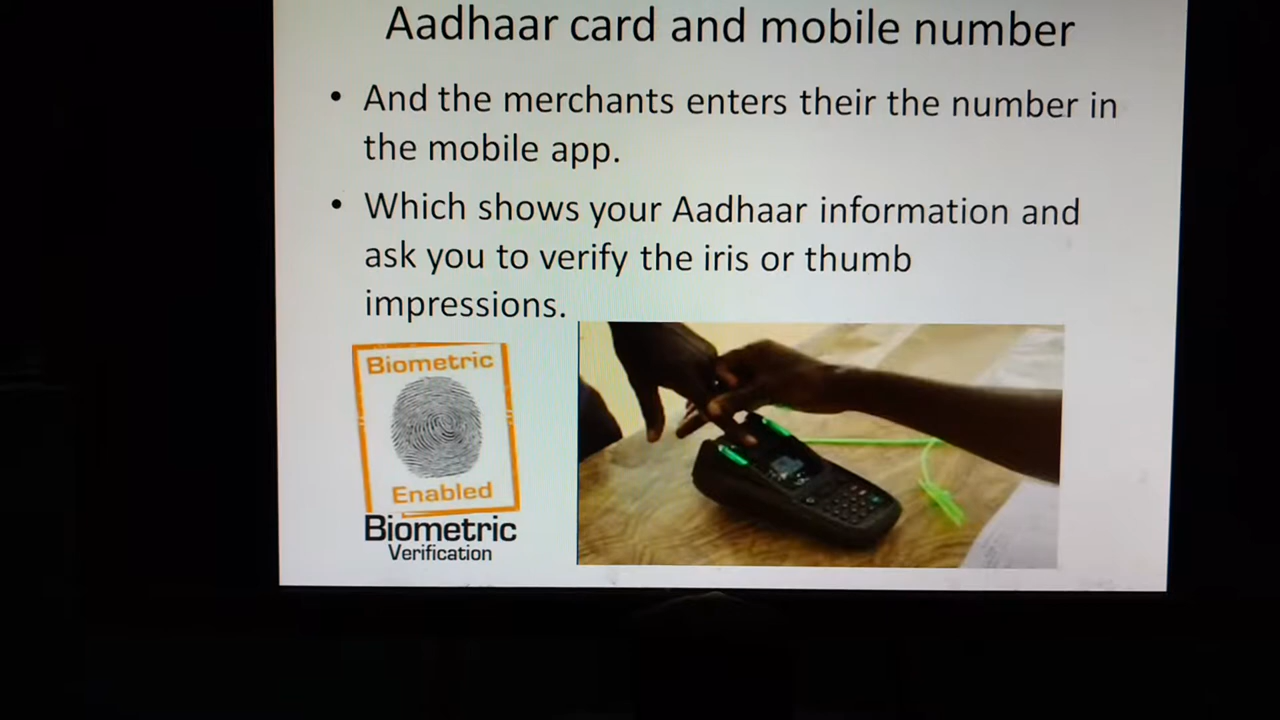 Aadhaar card and mobile number
• And the merchants enters their the number in
the mobile app.
• Which shows your Aadhaar information and
ask you to verify the iris or thumb
impressions.
Biometric
Enabled
Biometric
Verification